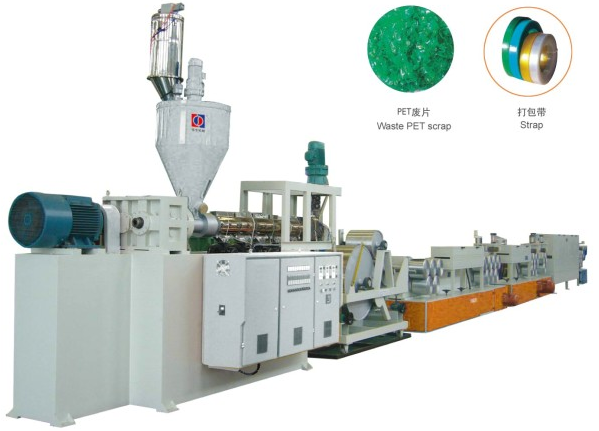 PET废片
Waste PET scrap
打包带
Strap